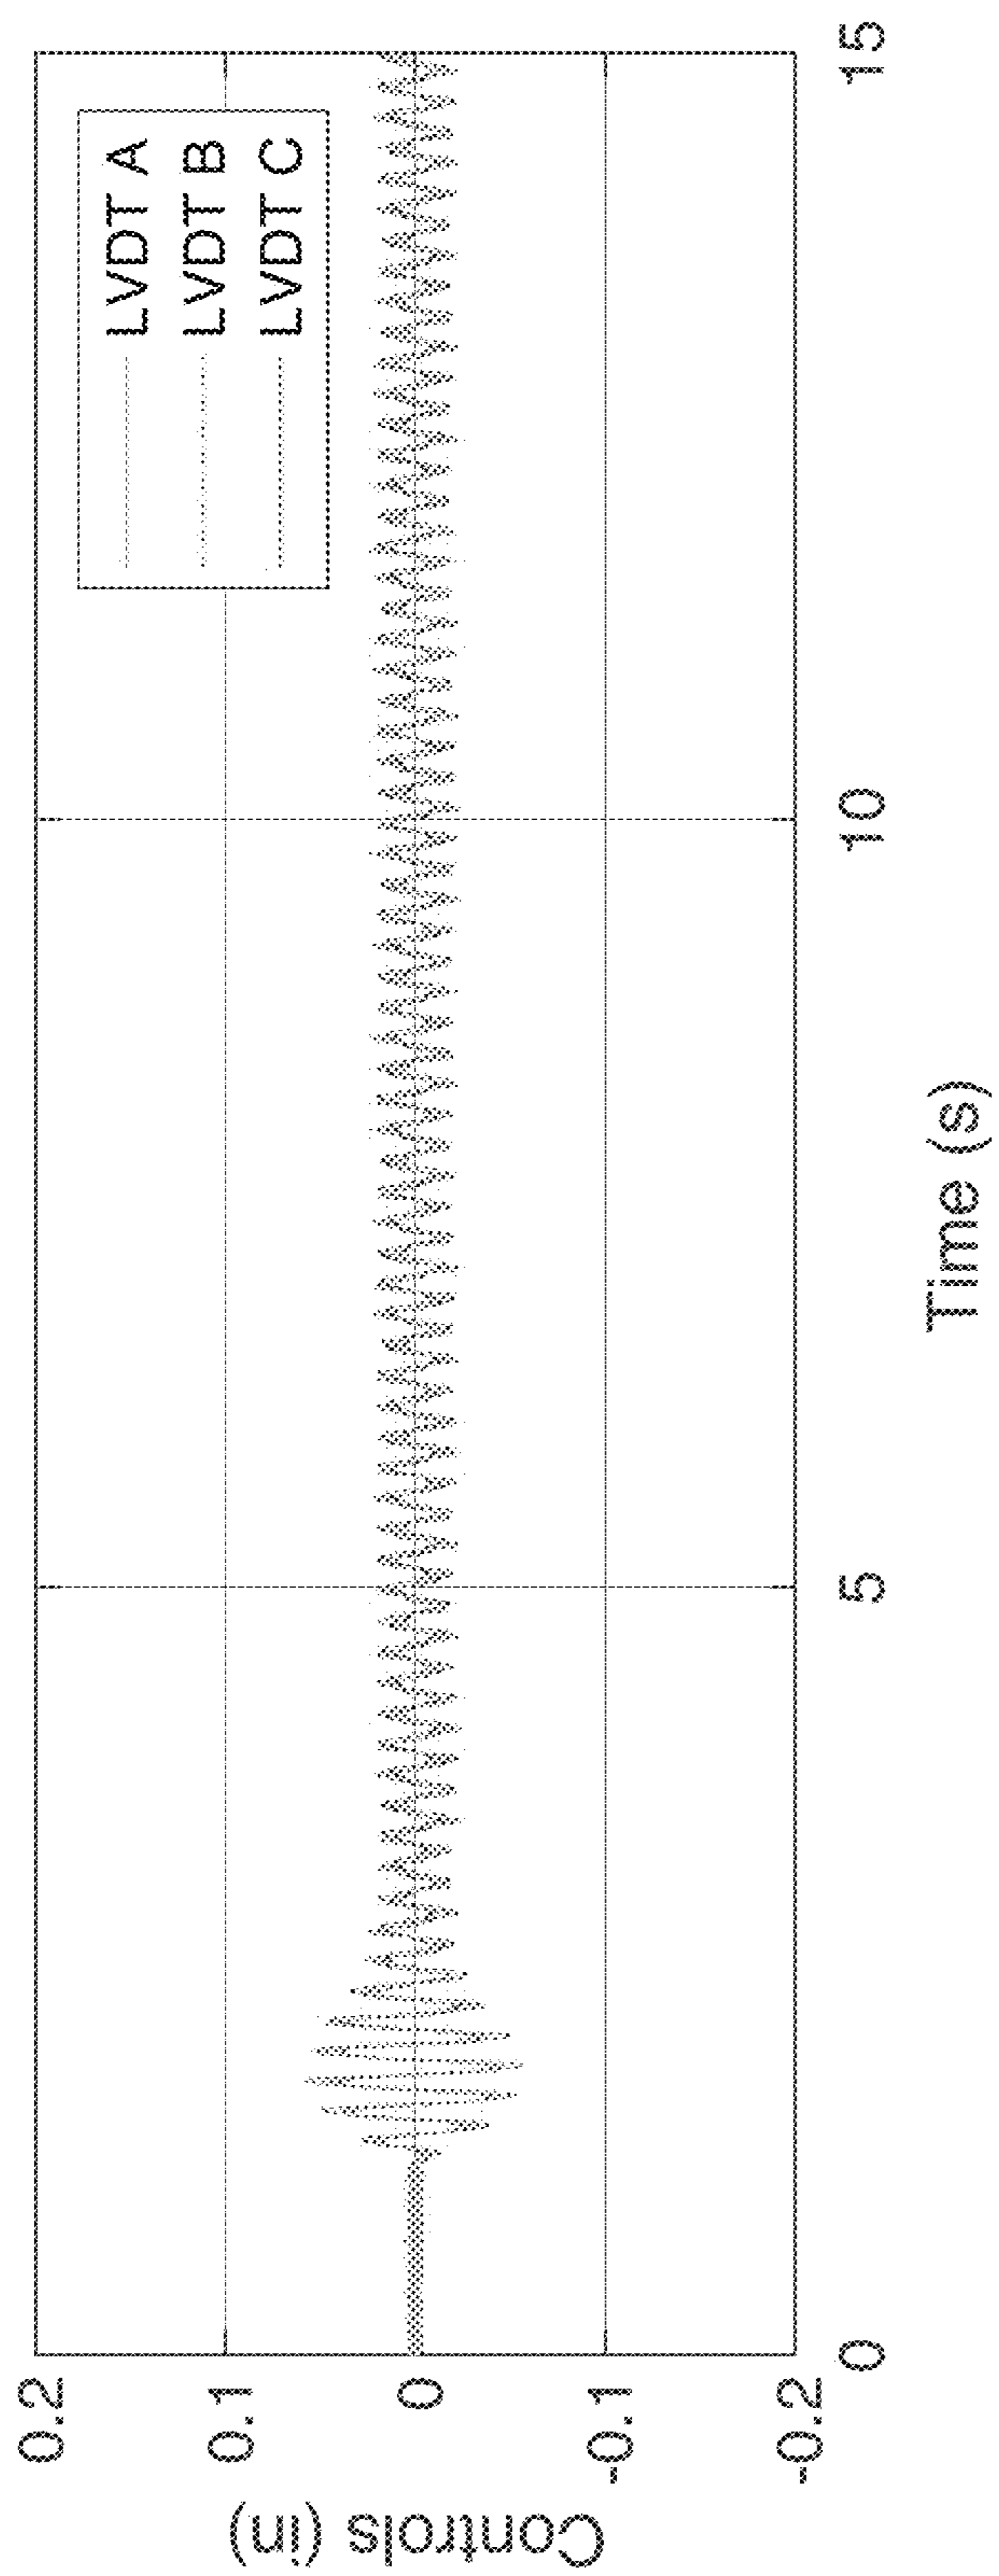 Controls (in)
0.2
0.1
0
-0.1
-0.2
LVDT A
LVDT B
LVDT C
0
5
10
15
Time (s)